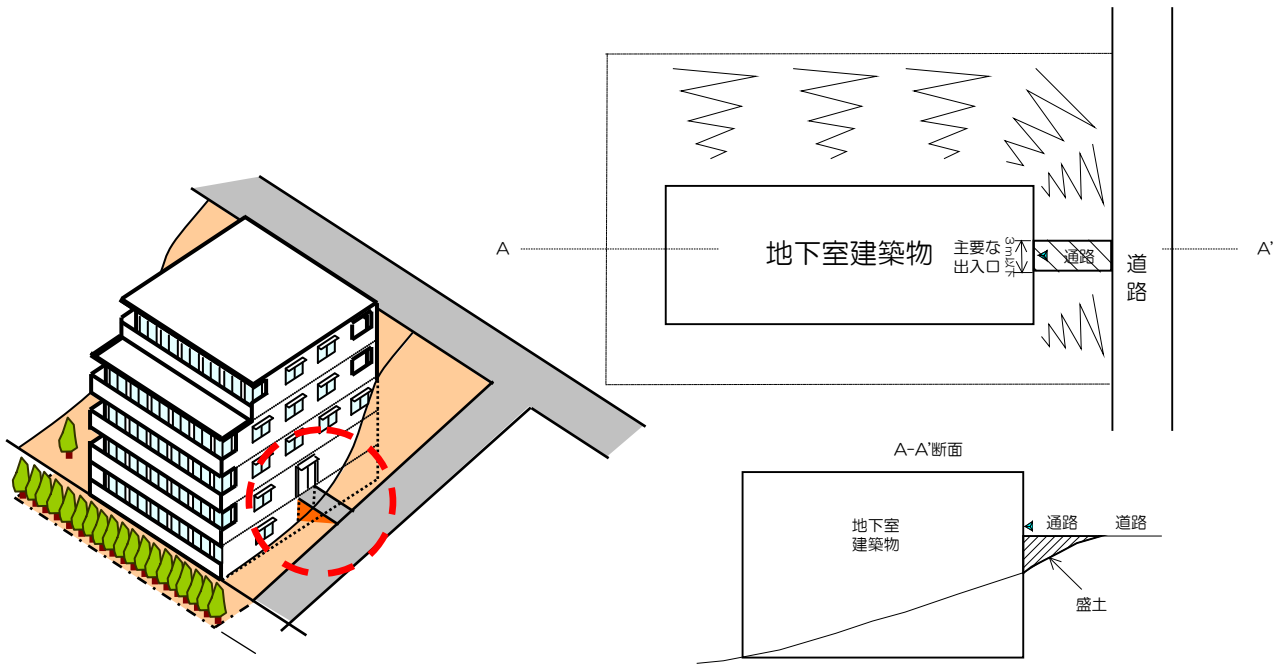 A
地下室建築物
主要な
出入口
3m以下
通路
道
路
A'
A-A'断面
地下室
建築物
通路
道路
盛土